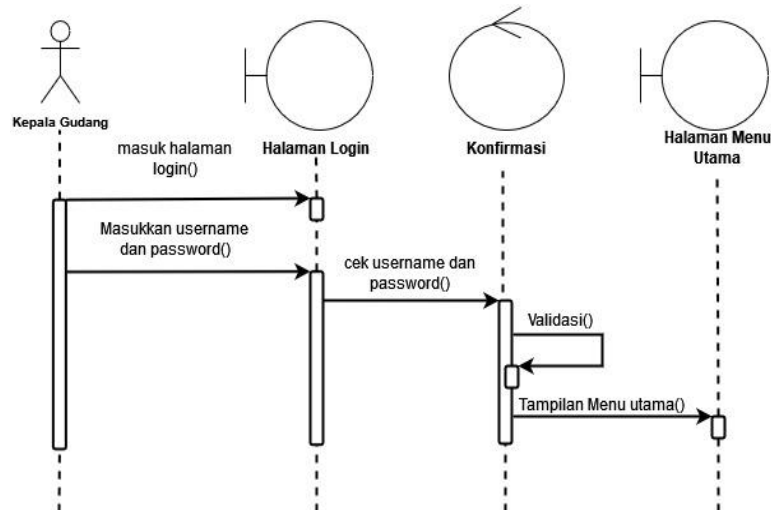 Kepala Gudang
Halaman Login
Konfirmasi
Halaman Menu
Utama
masuk halaman
login()
Masukkan username
dan password()
cek username dan
password()
Validasi()
Tampilan Menu utama()